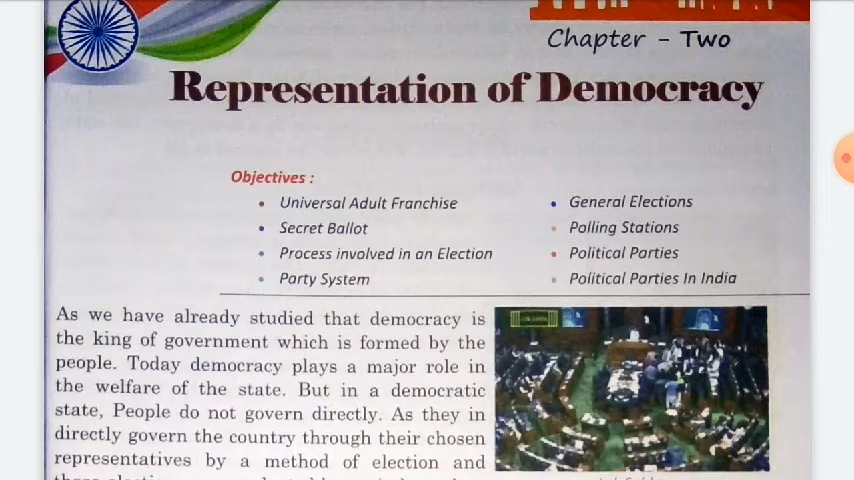 Chapter - Two
Representation of Democracy
Objectives :
Universal Adult Franchise
Secret Ballot
Process involved in an Election
Party System
General Elections
Polling Stations
Political Parties
Political Parties In India
As we have already studied that democracy is
the king of government which is formed by the
people. Today democracy plays a major role in
the welfare of the state. But in a democratic
state, People do not govern directly. As they in
directly govern the country through their chosen
representatives by a method of election and